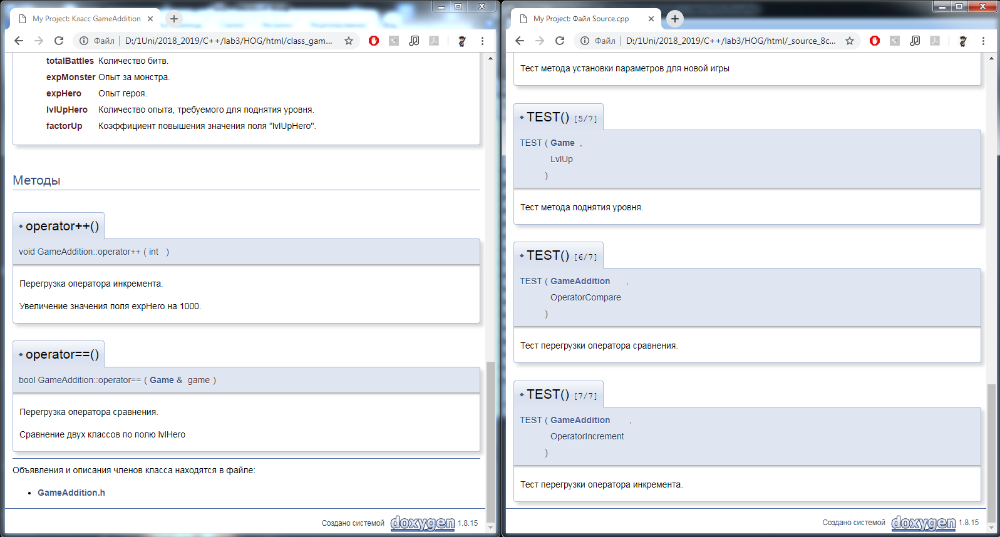 My Project: Класс GameAddition
Файл D:/1Uni/2018_2019/C++/lab3/HOG/html/class_gam...
totalBattles Количество битв.
expMonster Опыт за монстра.
expHero Опыт героя.
lvlUpHero Количество опыта, требуемого для поднятия уровня.
factorUp Коэффициент повышения значения поля "lvlUpHero".
Методы
operator++()
void GameAddition::operator++ ( int )
Перегрузка оператора инкремента.
Увеличение значения поля expHero на 1000.
operator==()
bool GameAddition::operator== ( Game & game )
Перегрузка оператора сравнения.
Сравнение двух классов по полю lvlHero
Объявления и описания членов класса находятся в файле:
• GameAddition.h
Создано системой doxygen 1.8.15
My Project: Файл Source.cpp
Файл D:/1Uni/2018_2019/C++/lab3/HOG/html/_source_8c...
Тест метода установки параметров для новой игры
TEST() [5/7]
TEST ( Game ,
LvlUp
)
Тест метода поднятия уровня.
TEST() [6/7]
TEST ( GameAddition ,
OperatorCompare
)
Тест перегрузки оператора сравнения.
TEST() [7/7]
TEST ( GameAddition ,
OperatorIncrement
)
Тест перегрузки оператора инкремента.
Создано системой doxygen 1.8.15